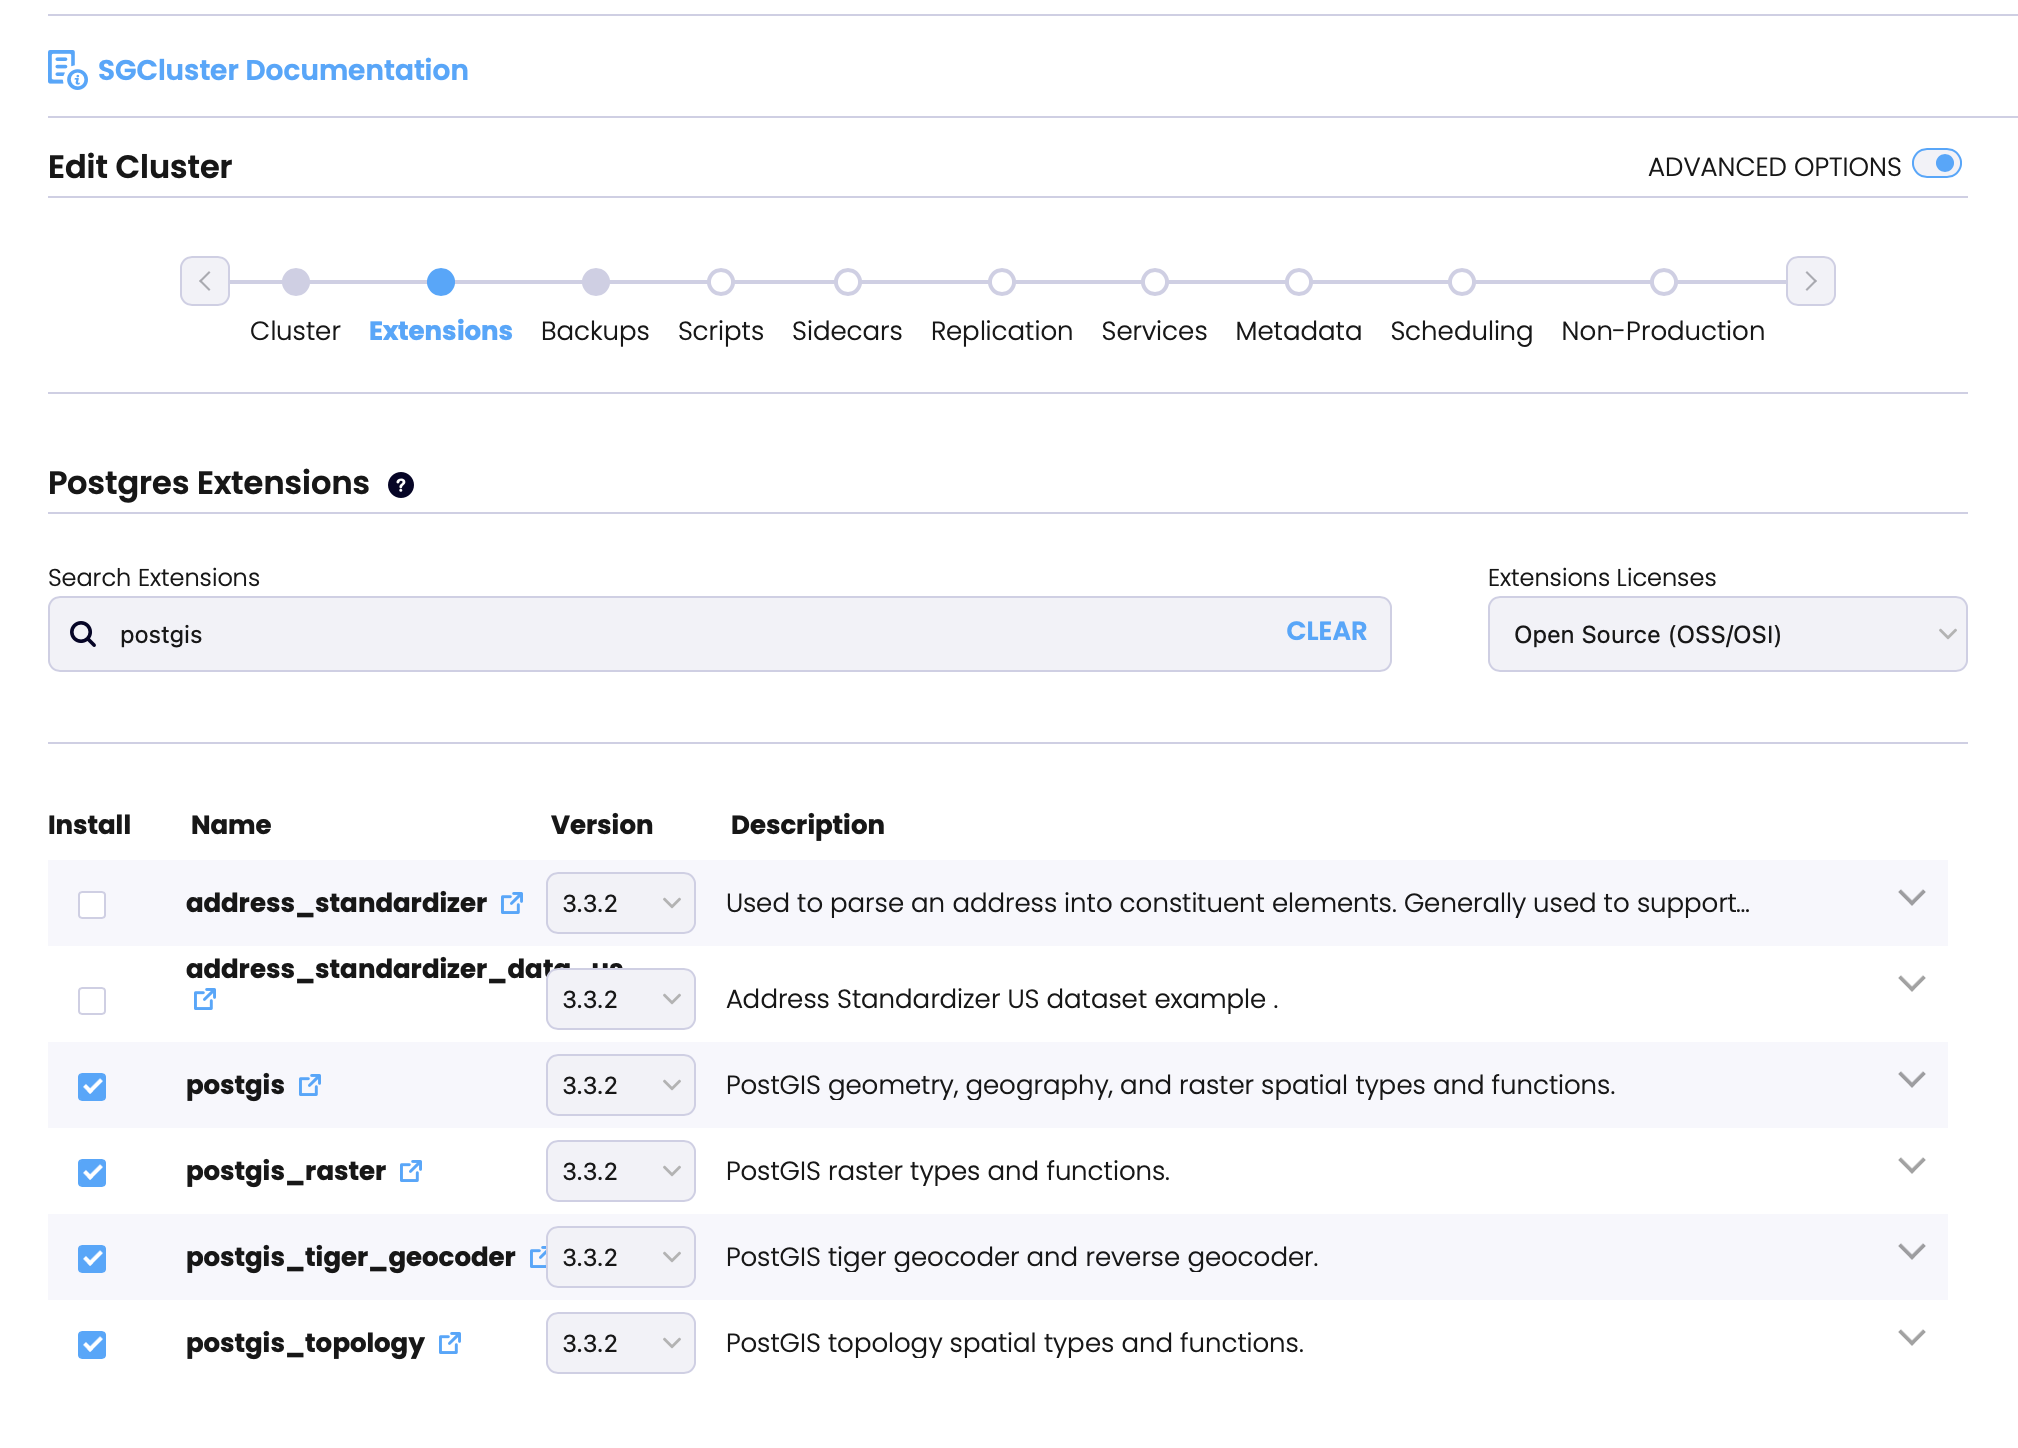 SGCluster Documentation
Edit Cluster
ADVANCED OPTIONS
Cluster Extensions Backups Scripts Sidecars Replication Services Metadata Scheduling Non-Production
Postgres Extensions ?
Search Extensions
Extensions Licenses
postgis
CLEAR
Open Source (OSS/OSI)
Install Name Version Description
address_standardizer 3.3.2 Used to parse an address into constituent elements. Generally used to support...
address_standardizer_data_us
3.3.2 Address Standardizer US dataset example .
postgis 3.3.2 PostGIS geometry, geography, and raster spatial types and functions.
postgis_raster 3.3.2 PostGIS raster types and functions.
postgis_tiger_geocoder 3.3.2 PostGIS tiger geocoder and reverse geocoder.
postgis_topology 3.3.2 PostGIS topology spatial types and functions.